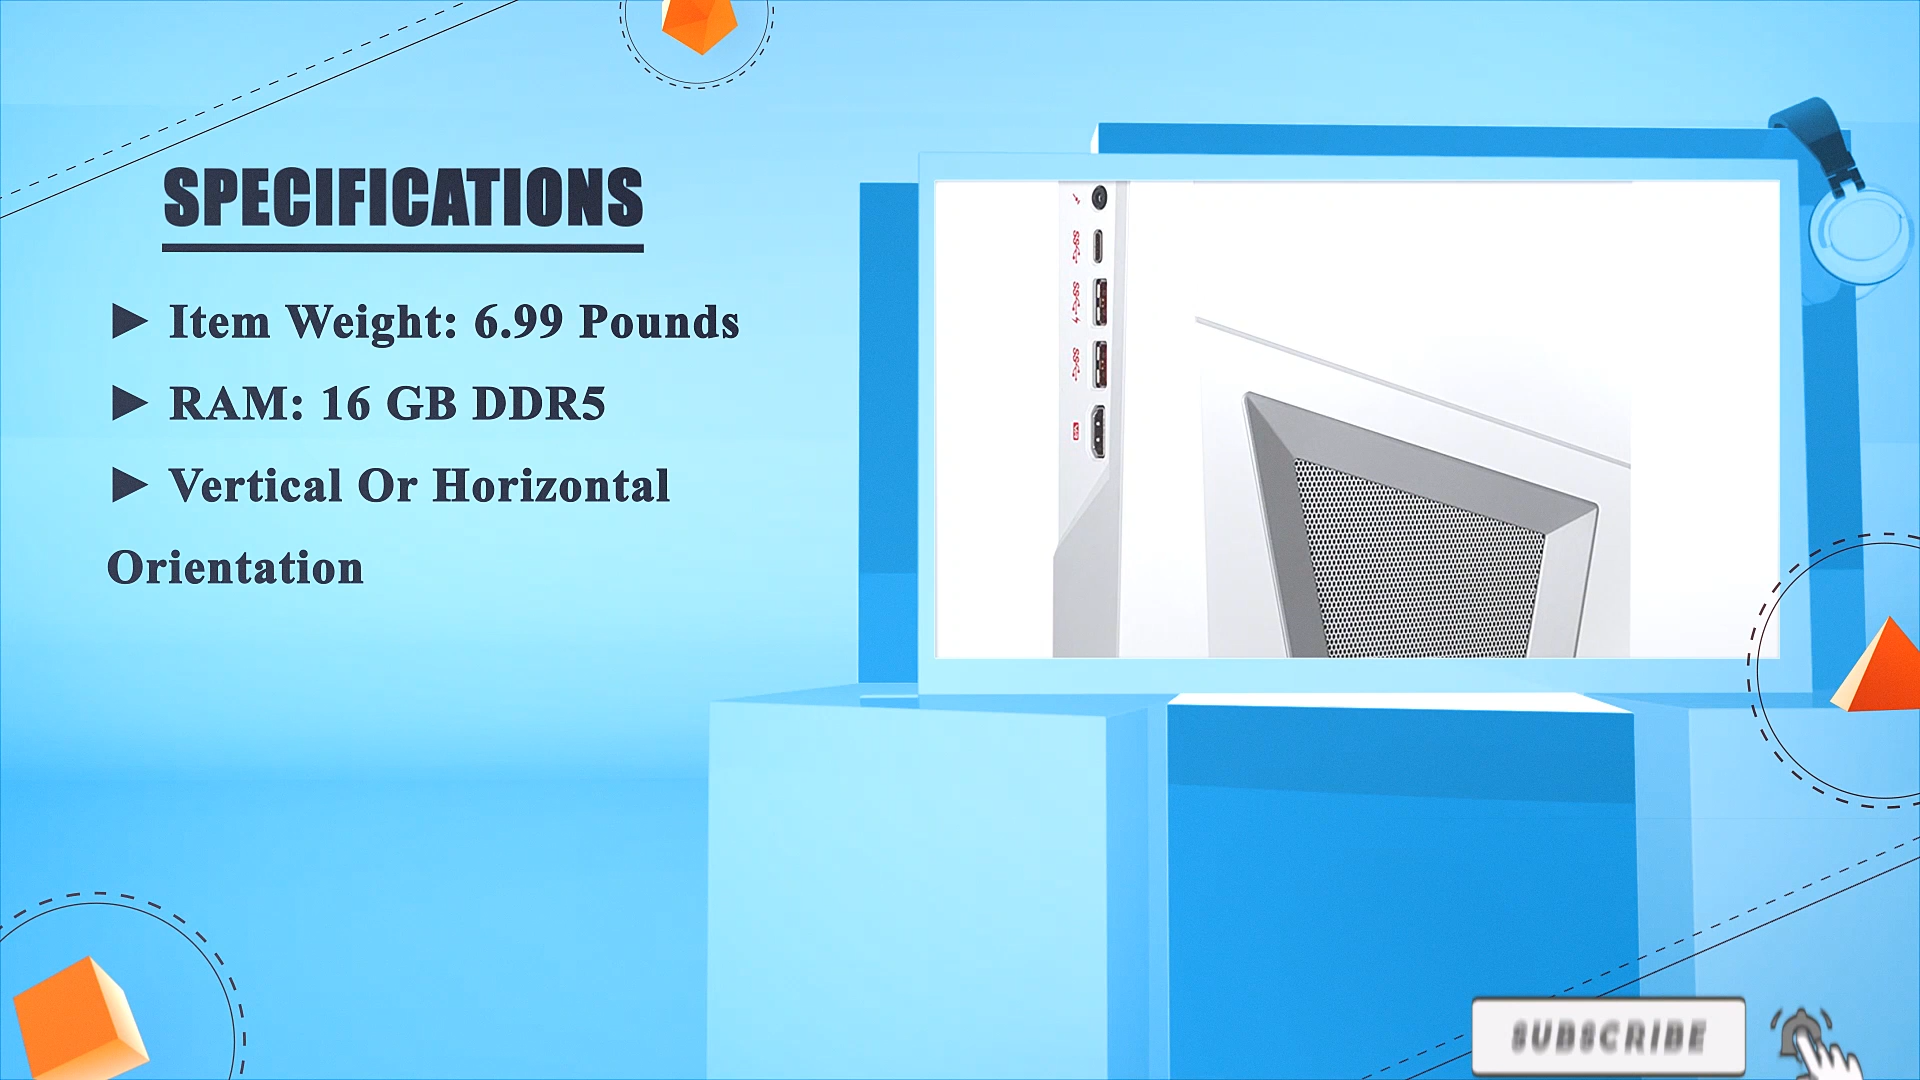 SPECIFICATIONS
► Item Weight: 6.99 Pounds
► RAM: 16 GB DDR5
► Vertical Or Horizontal
Orientation
SUBSCRIBE